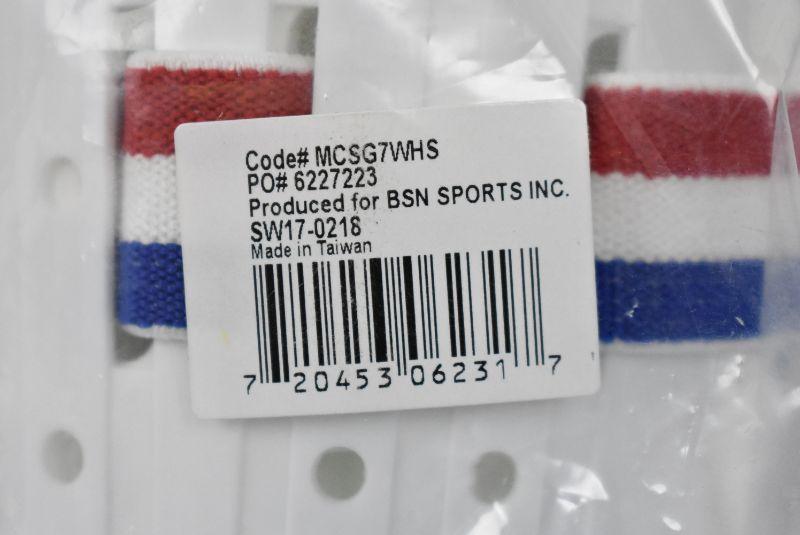 Code# MCSG7WHS
PO# 6227223
Produced for BSN SPORTS INC.
SW17-0218
Made in Taiwan
7 20453 06231 7